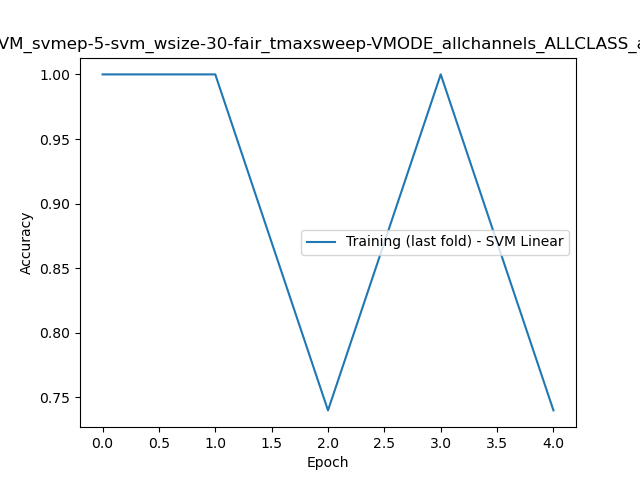 VM_svmep-5-svm_wsize-30-fair_tmaxsweep-VMODE_allchannels_ALLCLASS_a
1.00
0.95
0.90
0.85
0.80
0.75
Accuracy
Training (last fold) - SVM Linear
0.0 0.5 1.0 1.5 2.0 2.5 3.0 3.5 4.0
Epoch